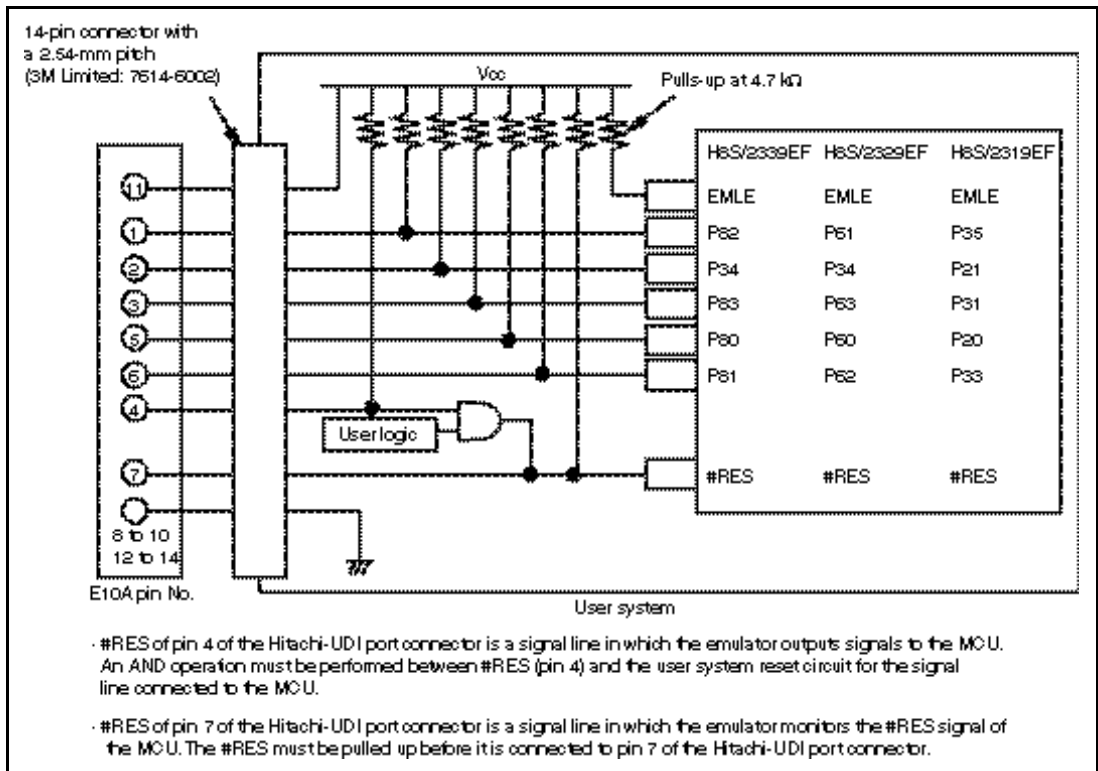 14-pin connector with
a 2.54-mm pitch
(3M Limited: 7614-6002)
Vcc
Pulls-up at 4.7 kΩ
H8S/2339EF H8S/2329EF H8S/2319EF
11 EMLE EMLE EMLE
1 P82 P61 P35
2 P34 P34 P21
3 P83 P63 P31
5 P80 P60 P20
6 P81 P62 P33
4
User logic
7 #RES #RES #RES
8 to 10
12 to 14
E10A pin No.
User system
· #RES of pin 4 of the Hitachi-UDI port connector is a signal line in which the emulator outputs signals to the MCU.
An AND operation must be performed between #RES (pin 4) and the user system reset circuit for the signal
line connected to the MCU.
· #RES of pin 7 of the Hitachi-UDI port connector is a signal line in which the emulator monitors the #RES signal of
the MCU. The #RES must be pulled up before it is connected to pin 7 of the Hitachi-UDI port connector.